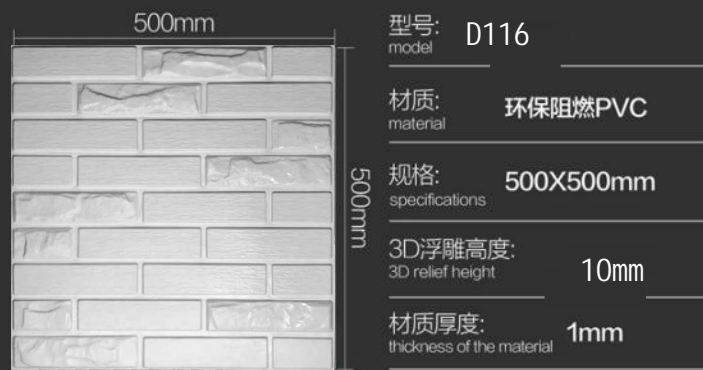 500mm
500mm
型号:
model
D116
材质:
material
环保阻燃PVC
规格:
specifications
500X500mm
3D浮雕高度:
3D relief height
10mm
材质厚度:
thickness of the material
1mm